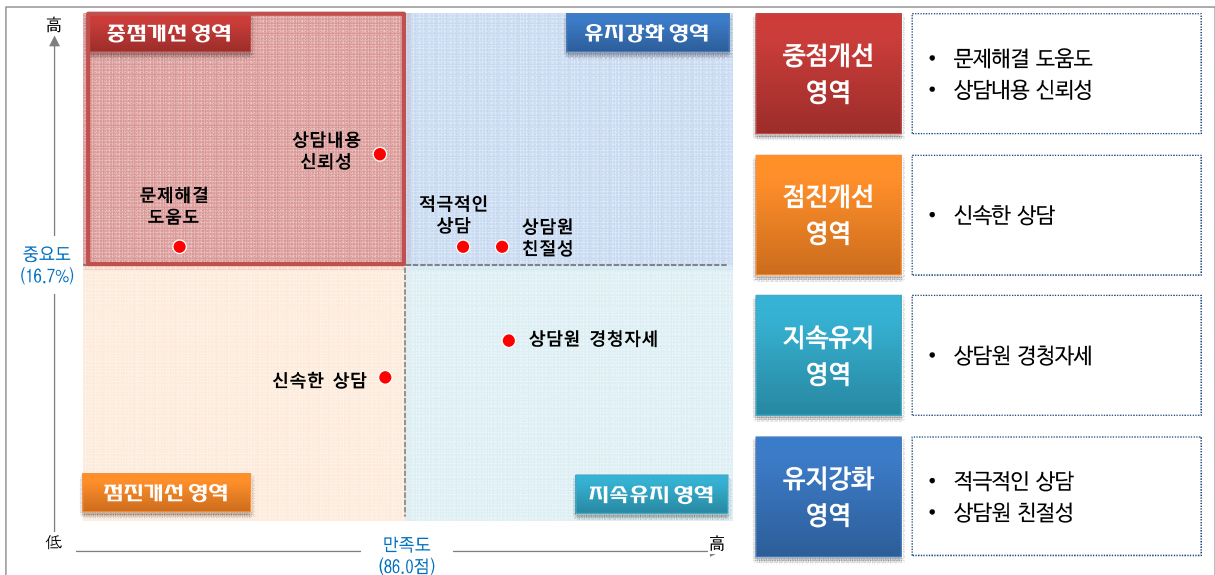 高
중점개선 영역
유지강화 영역
상담내용
신뢰성
문제해결
도움도
적극적인
상담
상담원
친절성
중요도
(16.7%)
상담원 경청자세
신속한 상담
점진개선 영역
지속유지 영역
低
만족도
(86.0점)
高
중점개선
영역
• 문제해결 도움도
• 상담내용 신뢰성
점진개선
영역
• 신속한 상담
지속유지
영역
• 상담원 경청자세
유지강화
영역
• 적극적인 상담
• 상담원 친절성